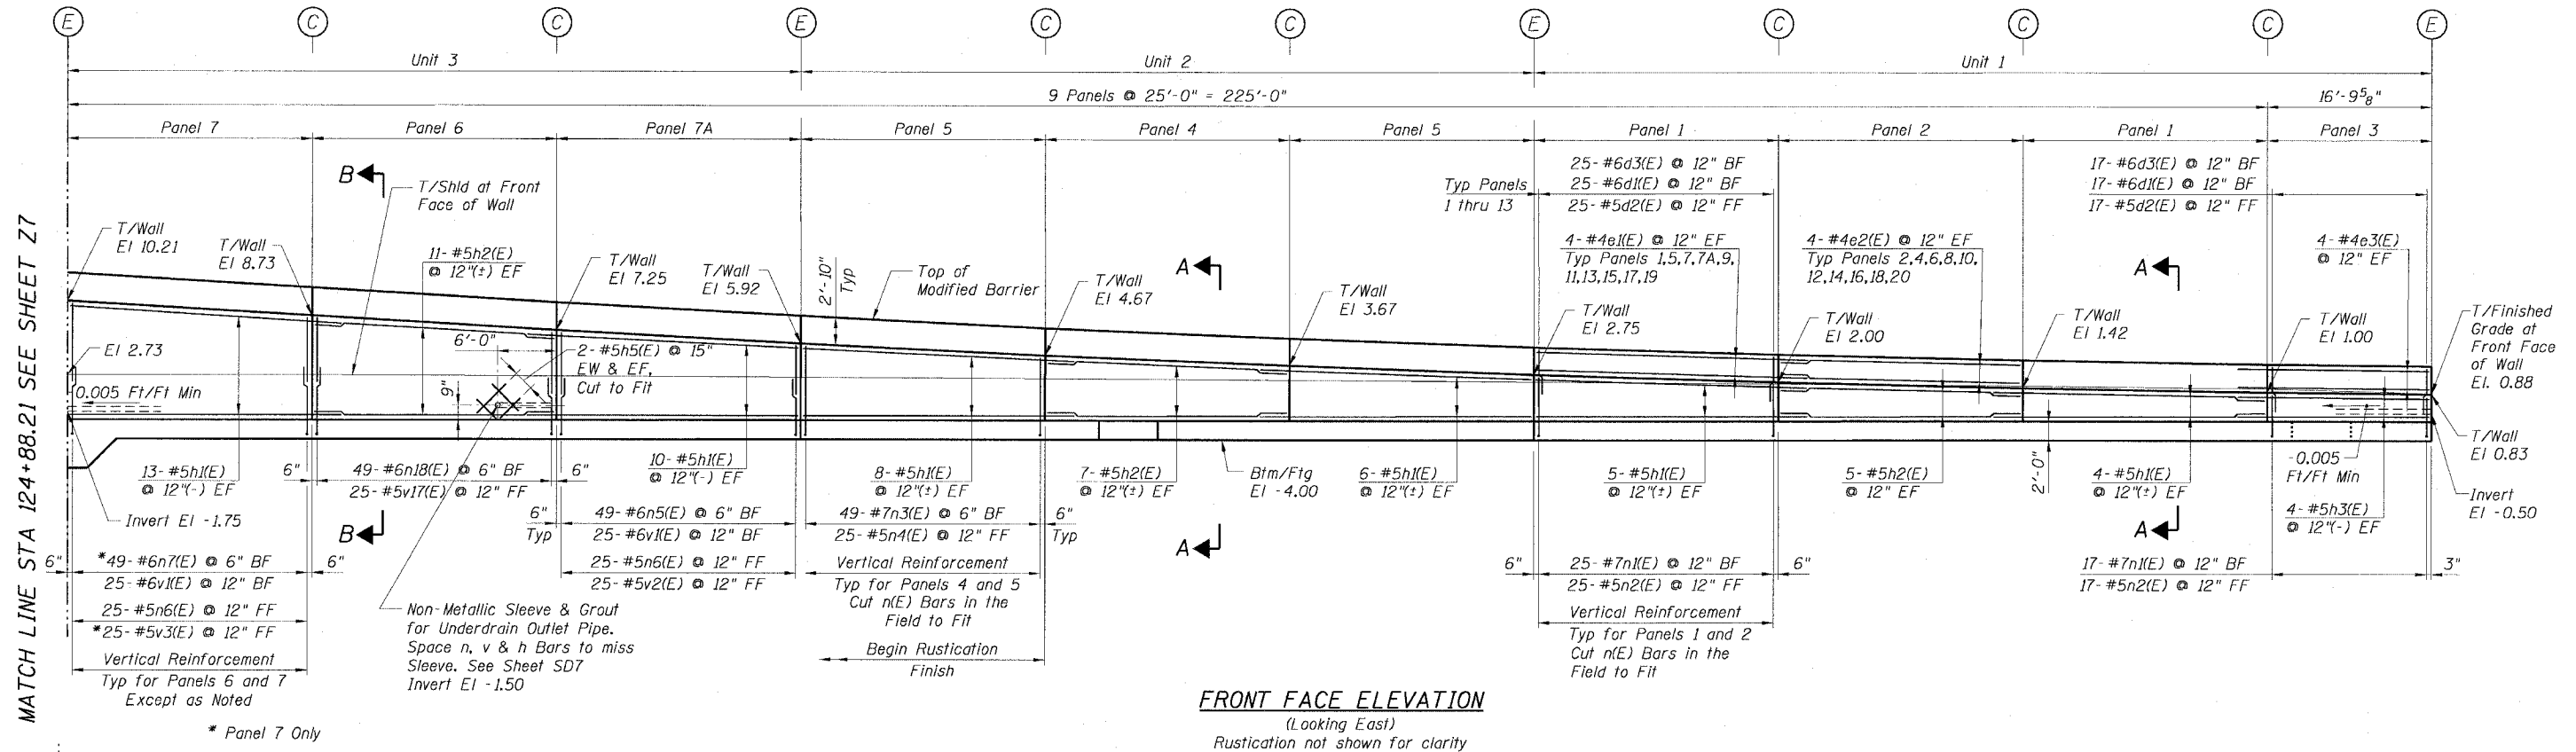 E C C E C C E C C C E
Unit 3 Unit 2 Unit 1
9 Panels @ 25'-0" = 225'-0" 16'-9⅝"
Panel 7 Panel 6 Panel 7A Panel 5 Panel 4 Panel 5 Panel 1 Panel 2 Panel 1 Panel 3
MATCH LINE STA 124+88.21 SEE SHEET Z7
T/Wall
El 10.21
T/Wall
El 8.73
B
T/Shld at Front
Face of Wall
11- #5h2(E)
@ 12"(±) EF
T/Wall
El 7.25
T/Wall
El 5.92
2'-10"
Typ
Top of
Modified Barrier
T/Wall
El 4.67
A
T/Wall
El 3.67
Typ Panels
1 thru 13
25- #6d3(E) @ 12" BF
25- #6d1(E) @ 12" BF
25- #5d2(E) @ 12" FF
4- #4e1(E) @ 12" EF
Typ Panels 1,5,7,7A,9,
11,13,15,17,19
T/Wall
El 2.75
4- #4e2(E) @ 12" EF
Typ Panels 2,4,6,8,10,
12,14,16,18,20
T/Wall
El 2.00
17- #6d3(E) @ 12" BF
17- #6d1(E) @ 12" BF
17- #5d2(E) @ 12" FF
A
T/Wall
El 1.42
4- #4e3(E)
@ 12" EF
T/Wall
El 1.00
T/Finished
Grade at
Front Face
of Wall
El. 0.88
T/Wall
El 0.83
Invert
El -0.50
El 2.73
0.005 Ft/Ft Min
6'-0"
9"
2- #5h5(E) @ 15"
EW & EF,
Cut to Fit
13- #5h1(E)
@ 12"(-) EF
Invert El -1.75
6"
49- #6n18(E) @ 6" BF
25- #5v17(E) @ 12" FF
6"
B
10- #5h1(E)
@ 12"(-) EF
8- #5h1(E)
@ 12"(±) EF
7- #5h2(E)
@ 12"(±) EF
Btm/Ftg
El -4.00
6- #5h1(E)
@ 12"(±) EF
5- #5h1(E)
@ 12"(±) EF
5- #5h2(E)
@ 12" EF
2'-0"
4- #5h1(E)
@ 12"(±) EF
-0.005
Ft/Ft Min
4- #5h3(E)
@ 12"(-) EF
6"
*49- #6n7(E) @ 6" BF
25- #6v1(E) @ 12" BF
25- #5n6(E) @ 12" FF
*25- #5v3(E) @ 12" FF
6"
Vertical Reinforcement
Typ for Panels 6 and 7
Except as Noted
* Panel 7 Only
Non-Metallic Sleeve & Grout
for Underdrain Outlet Pipe.
Space n, v & h Bars to miss
Sleeve. See Sheet SD7
Invert El -1.50
6"
Typ
49- #6n5(E) @ 6" BF
25- #6v1(E) @ 12" BF
25- #5n6(E) @ 12" FF
25- #5v2(E) @ 12" FF
49- #7n3(E) @ 6" BF
25- #5n4(E) @ 12" FF
6"
Typ
Vertical Reinforcement
Typ for Panels 4 and 5
Cut n(E) Bars in the
Field to Fit
Begin Rustication
Finish
A
6"
25- #7n1(E) @ 12" BF
25- #5n2(E) @ 12" FF
6"
Vertical Reinforcement
Typ for Panels 1 and 2
Cut n(E) Bars in the
Field to Fit
A
17- #7n1(E) @ 12" BF
17- #5n2(E) @ 12" FF
3"
FRONT FACE ELEVATION
(Looking East)
Rustication not shown for clarity